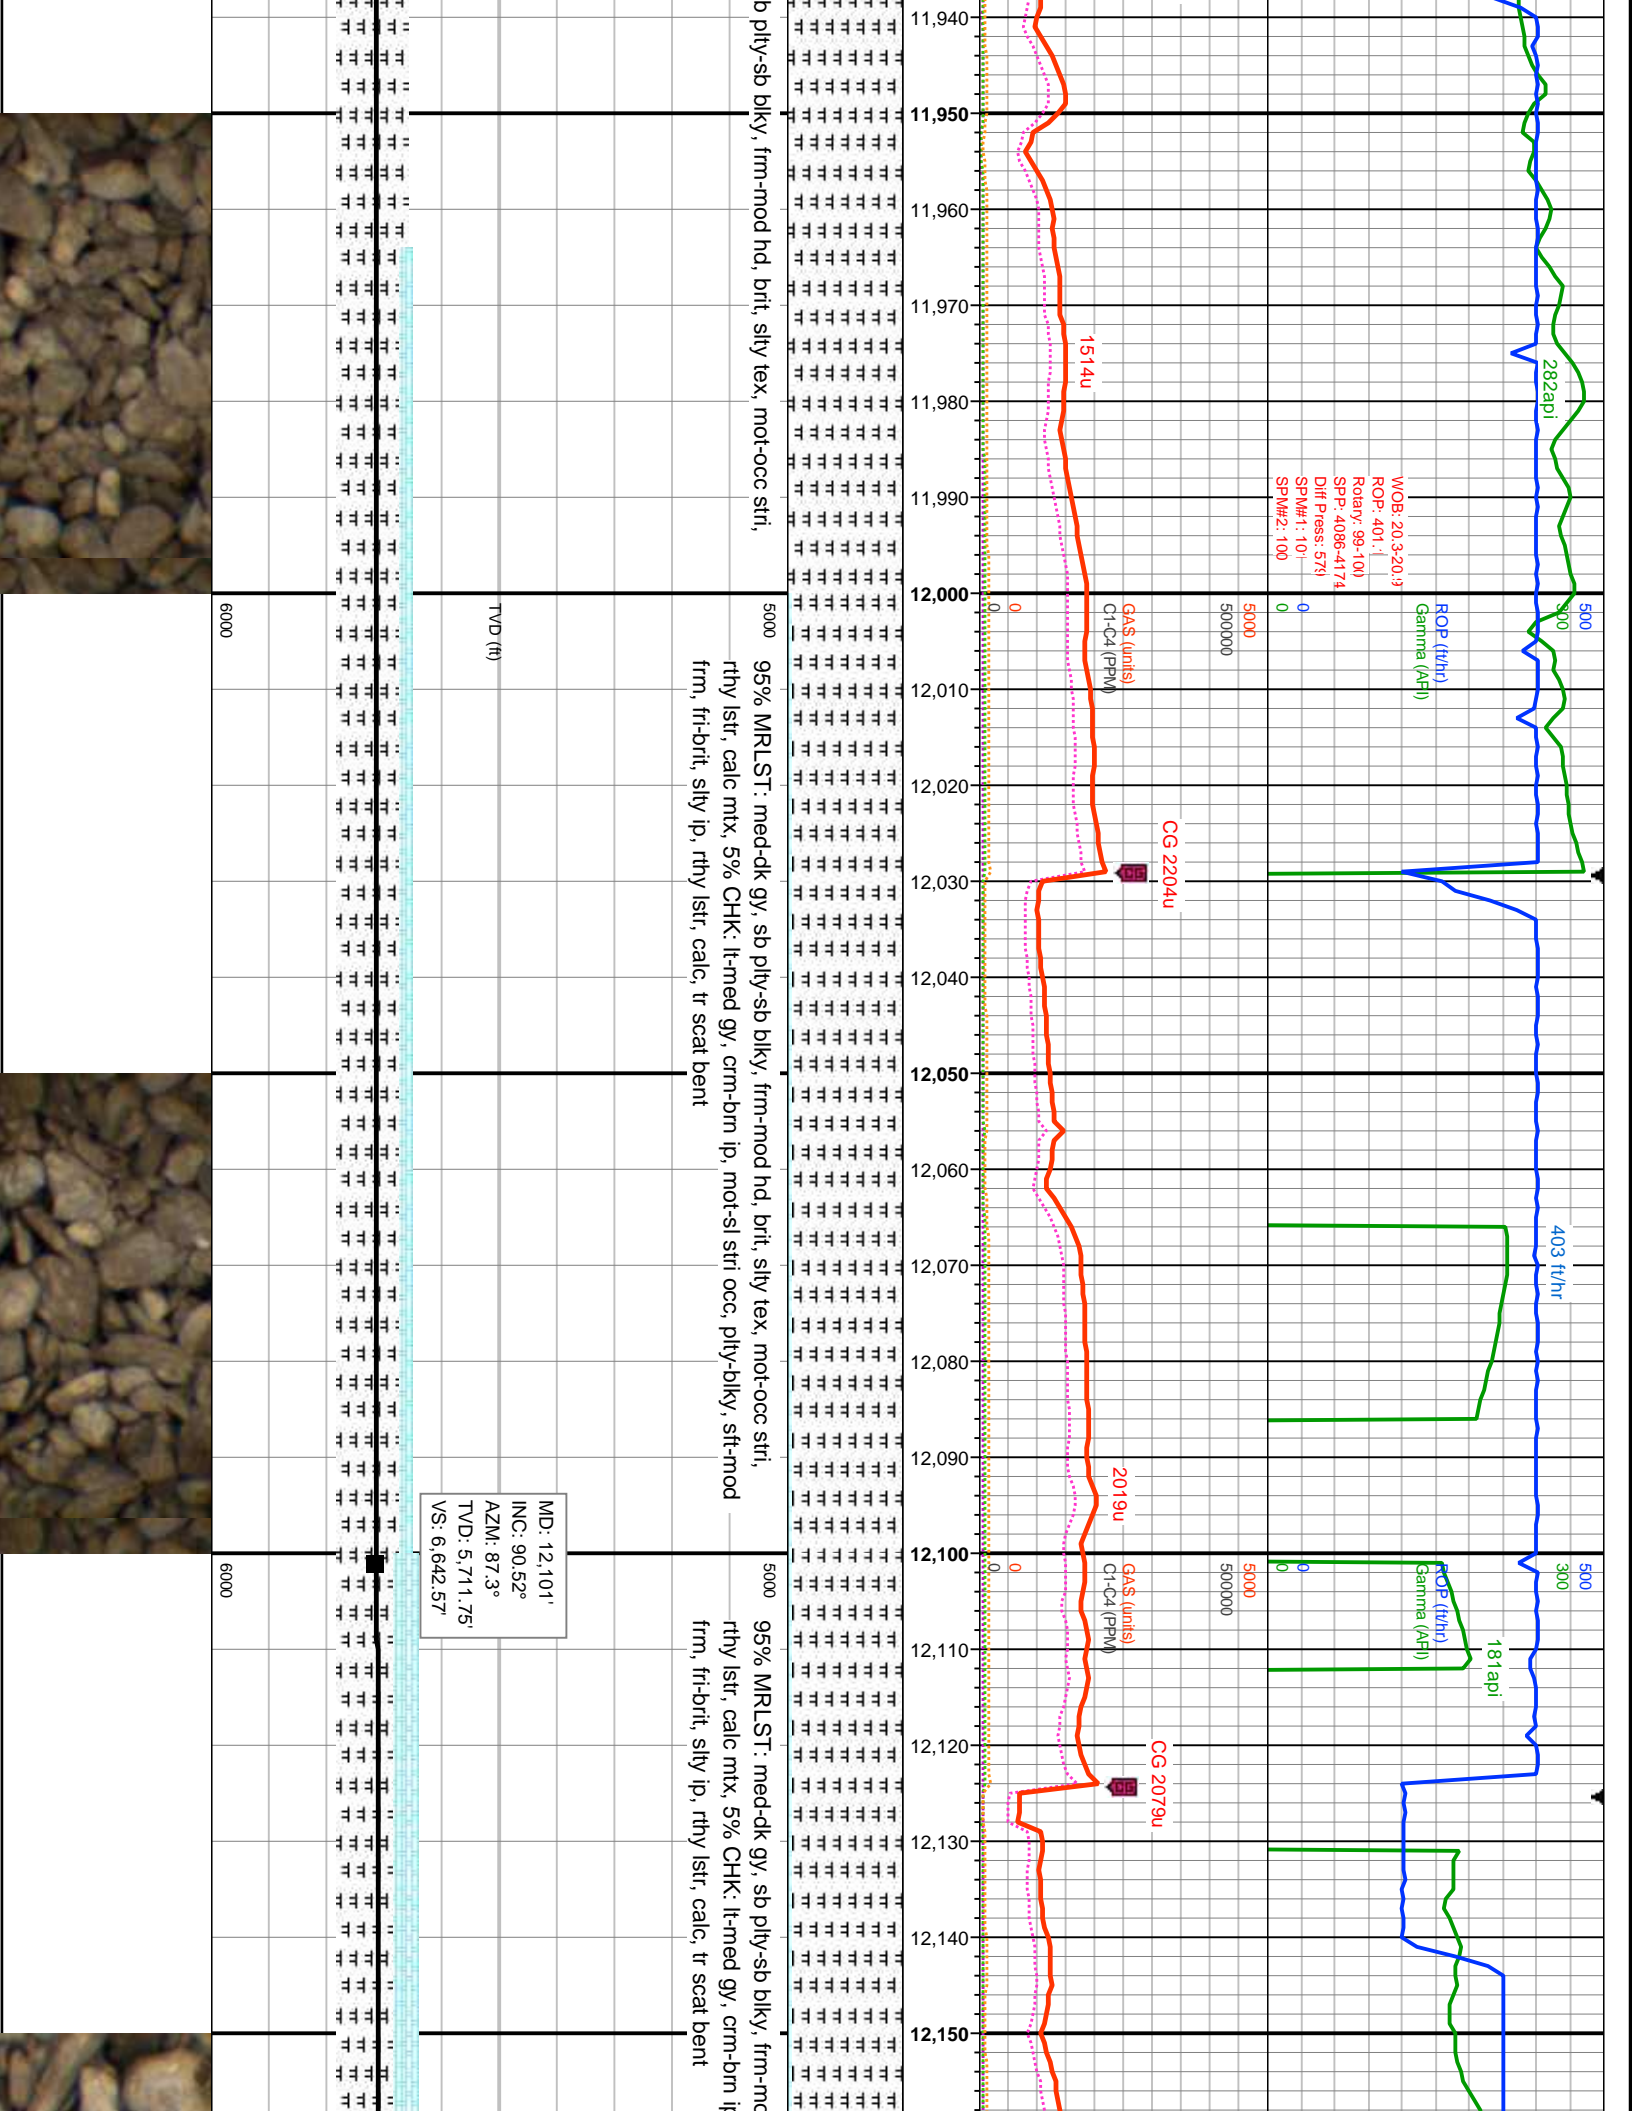 b plty-sb blky, frm-mod hd, brit, slty tex, mot-occ stri,
11,940
11,950
11,960
11,970
11,980
11,990
12,000
12,010
12,020
12,030
12,040
12,050
12,060
12,070
12,080
12,090
12,100
12,110
12,120
12,130
12,140
12,150
1514u
282api
WOB: 20.3-20.9
ROP: 401.
Rotary: 99-100
SPP: 4086-4174
Diff Press: 579
SPM#1: 10
SPM#2: 100
6000
TVD (ft)
5000
0
0
GAS (units)
C1-C4 (PPM)
500000
5000
0
0
ROP (ft/hr)
Gamma (API)
300
500
95% MRLST: med-dk gy, sb plty-sb blky, frm-mod hd, brit, slty tex, mot-occ stri,
rthy lstr, calc mtx, 5% CHK: lt-med gy, crm-brn ip, mot-sl stri occ, plty-blky, sft-mod
frm, fri-brit, slty ip, rthy lstr, calc, tr scat bent
CG 2204u
CG
403 ft/hr
2019u
MD: 12,101'
INC: 90.52°
AZM: 87.3°
TVD: 5,711.75'
VS: 6,642.57'
6000
5000
0
0
GAS (units)
C1-C4 (PPM)
500000
5000
0
0
ROP (ft/hr)
Gamma (API)
300
500
181api
CG 2079u
CG
95% MRLST: med-dk gy, sb plty-sb blky, frm-mo
rthy lstr, calc mtx, 5% CHK: lt-med gy, crm-brn ip
frm, fri-brit, slty ip, rthy lstr, calc, tr scat bent